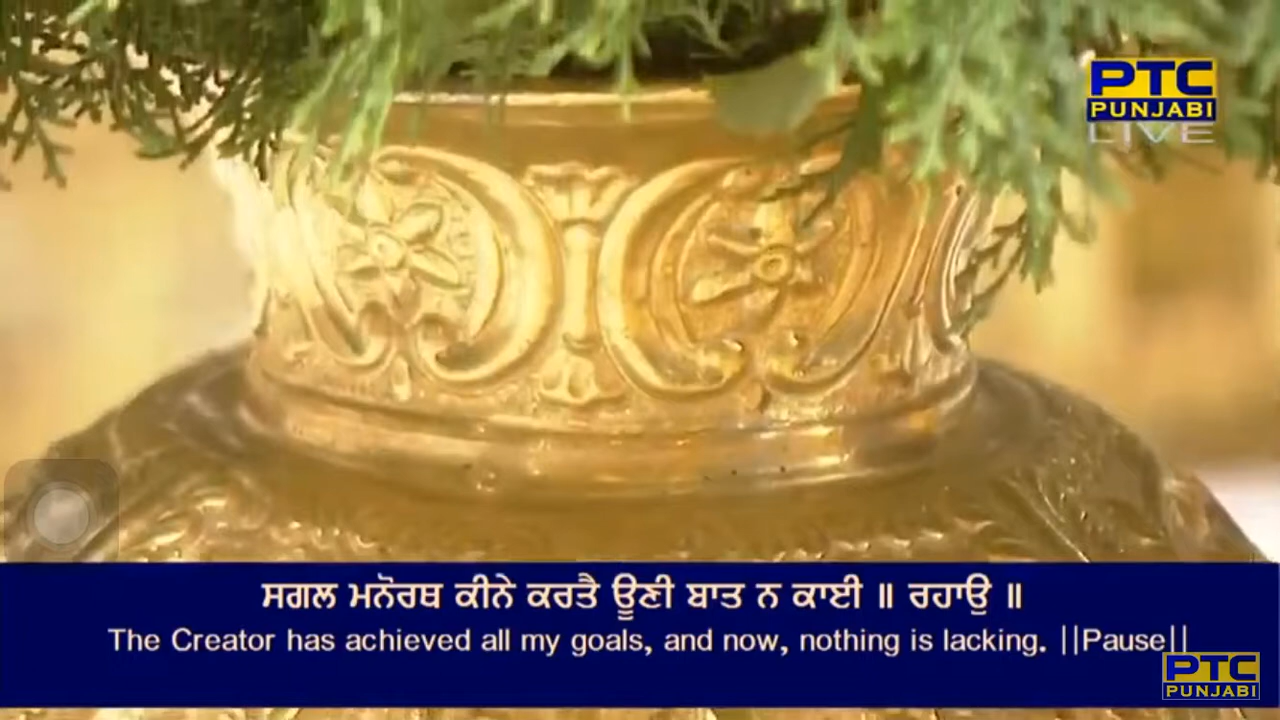 PTC
PUNJABI
LIVE
ਸਗਲ ਮਨੋਰਥ ਕੀਨੇ ਕਰਤੈ ਊਣੀ ਬਾਤ ਨ ਕਾਈ ॥ ਰਹਾਉ ॥
The Creator has achieved all my goals, and now, nothing is lacking. ||Pause||
PTC
PUNJABI